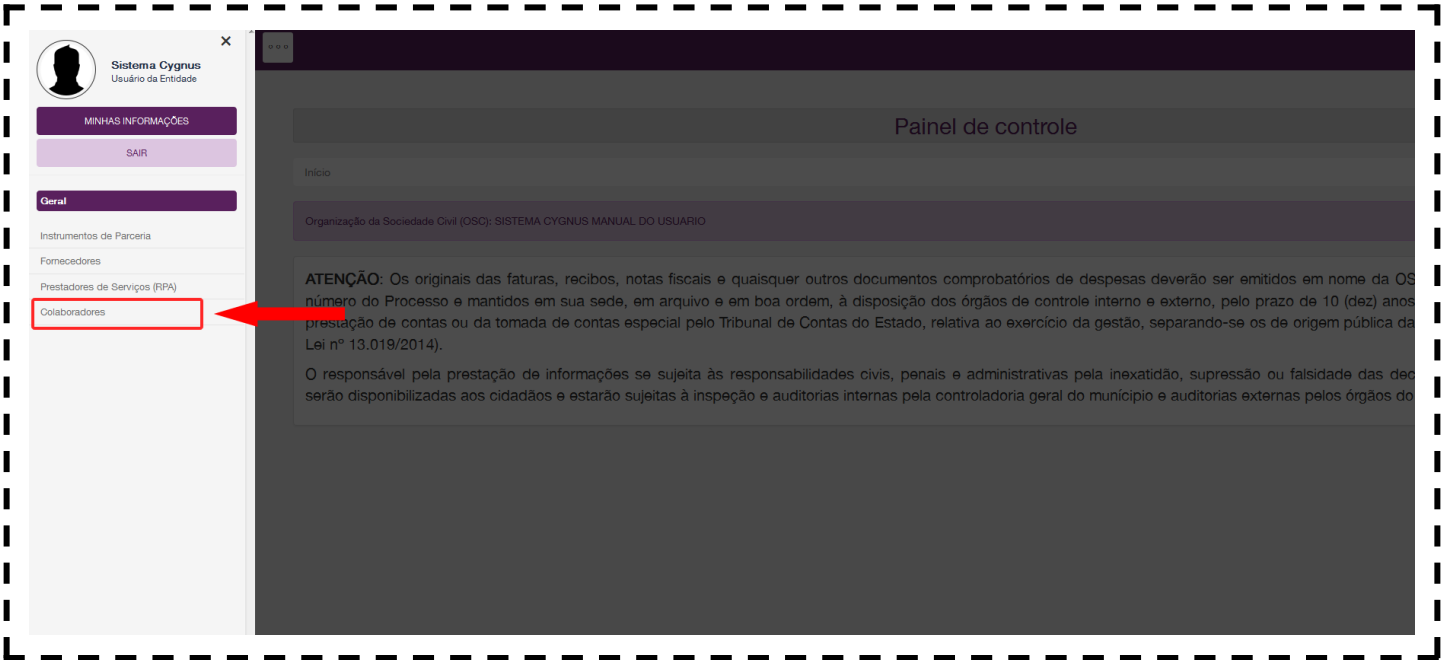 Sistema Cygnus
Usuário da Entidade
MINHAS INFORMAÇÕES
SAIR
Geral
Instrumentos de Parceria
Fornecedores
Prestadores de Serviços (RPA)
Colaboradores
Painel de controle
Início
Organização da Sociedade Civil (OSC): SISTEMA CYGNUS MANUAL DO USUARIO
ATENÇÃO: Os originais das faturas, recibos, notas fiscais e quaisquer outros documentos comprobatórios de despesas deverão ser emitidos em nome da OS
número do Processo e mantidos em sua sede, em arquivo e em boa ordem, à disposição dos órgãos de controle interno e externo, pelo prazo de 10 (dez) anos
prestação de contas ou da tomada de contas especial pelo Tribunal de Contas do Estado, relativa ao exercício da gestão, separando-se os de origem pública da
Lei nº 13.019/2014).
O responsável pela prestação de informações se sujeita às responsabilidades civis, penais e administrativas pela inexatidão, supressão ou falsidade das dec
serão disponibilizadas aos cidadãos e estarão sujeitas à inspeção e auditorias internas pela controladoria geral do munícipio e auditorias externas pelos órgãos do